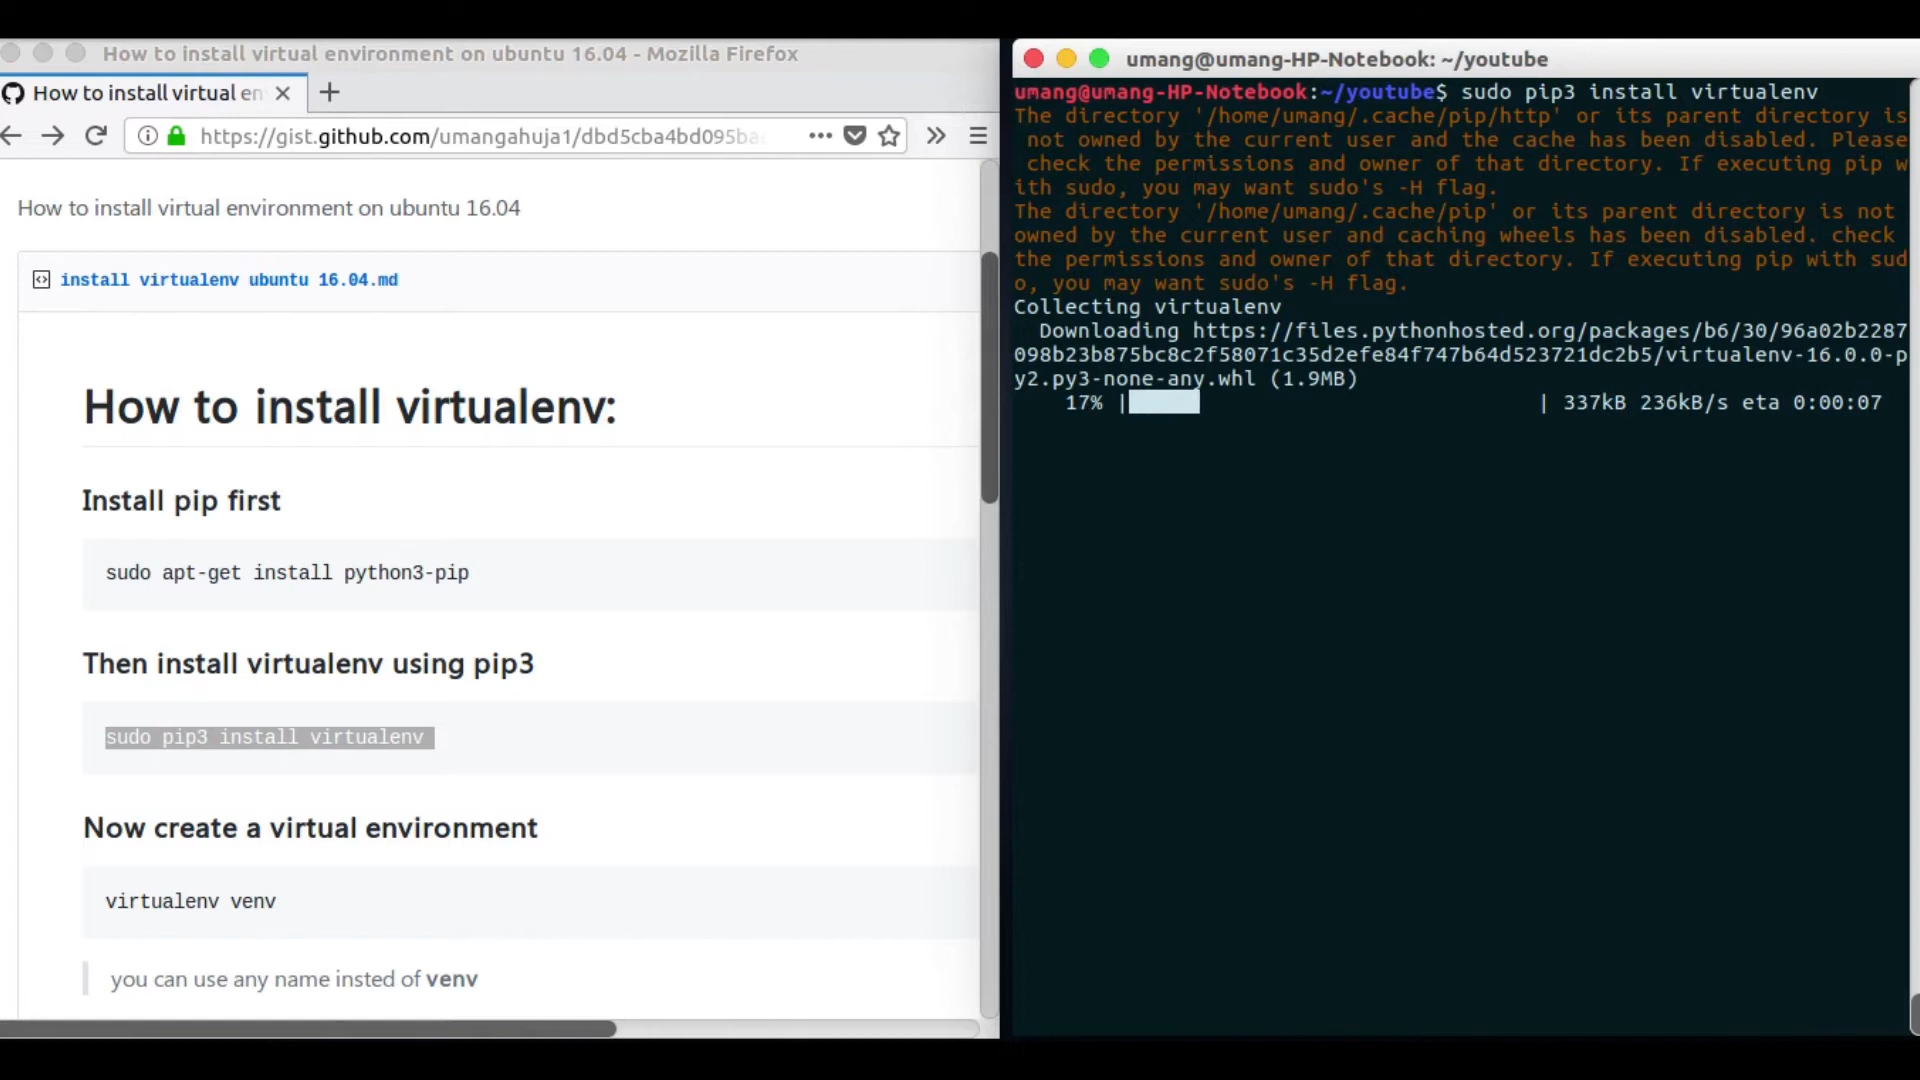 How to install virtual environment on ubuntu 16.04 - Mozilla Firefox
How to install virtual en
https://gist.github.com/umangahuja1/dbd5cba4bd095ba
How to install virtual environment on ubuntu 16.04
install virtualenv ubuntu 16.04.md
How to install virtualenv:
Install pip first
sudo apt-get install python3-pip
Then install virtualenv using pip3
sudo pip3 install virtualenv
Now create a virtual environment
virtualenv venv
you can use any name insted of venv
umang@umang-HP-Notebook: ~/youtube
umang@umang-HP-Notebook:~/youtube$ sudo pip3 install virtualenv
The directory '/home/umang/.cache/pip/http' or its parent directory is
not owned by the current user and the cache has been disabled. Please
check the permissions and owner of that directory. If executing pip w
ith sudo, you may want sudo's -H flag.
The directory '/home/umang/.cache/pip' or its parent directory is not
owned by the current user and caching wheels has been disabled. check
the permissions and owner of that directory. If executing pip with sud
o, you may want sudo's -H flag.
Collecting virtualenv
Downloading https://files.pythonhosted.org/packages/b6/30/96a02b2287
098b23b875bc8c2f58071c35d2efe84f747b64d523721dc2b5/virtualenv-16.0.0-p
y2.py3-none-any.whl (1.9MB)
17% | | 337kB 236kB/s eta 0:00:07